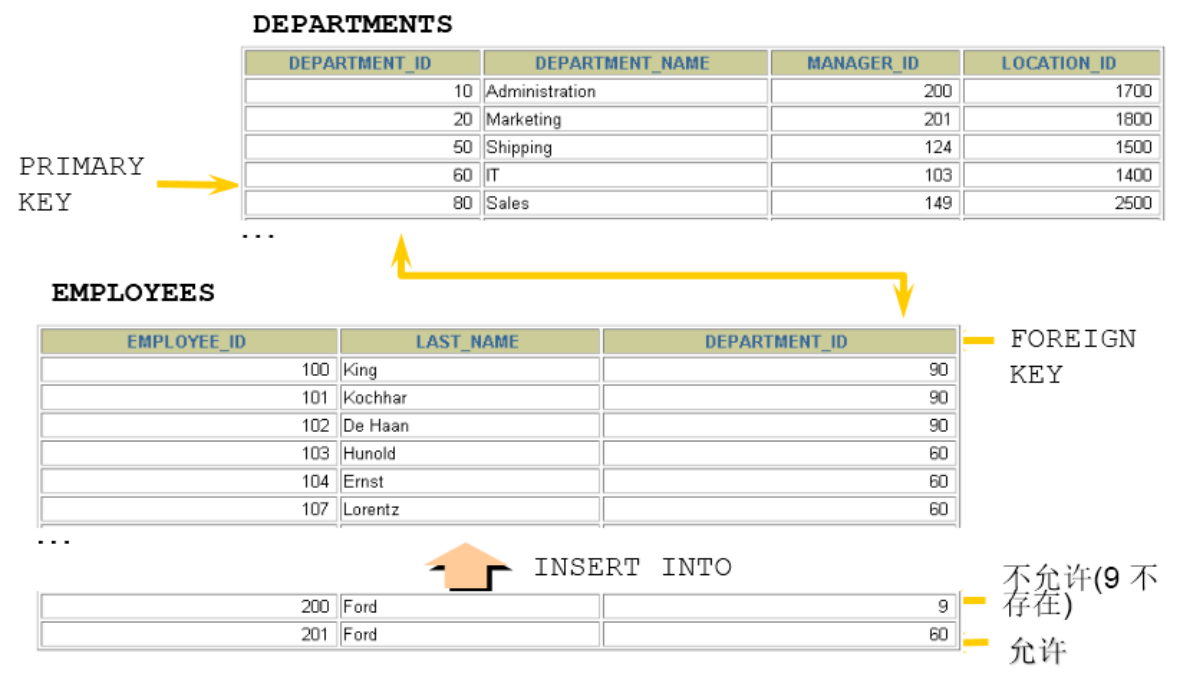 DEPARTMENTS
DEPARTMENT_ID DEPARTMENT_NAME MANAGER_ID LOCATION_ID
10 Administration 200 1700
20 Marketing 201 1800
50 Shipping 124 1500
60 IT 103 1400
80 Sales 149 2500
PRIMARY
KEY
...
EMPLOYEES
EMPLOYEE_ID LAST_NAME DEPARTMENT_ID
100 King 90
101 Kochhar 90
102 De Haan 90
103 Hunold 60
104 Ernst 60
107 Lorentz 60
FOREIGN
KEY
...
INSERT INTO
200 Ford 9
201 Ford 60
不允许(9 不
存在)
允许